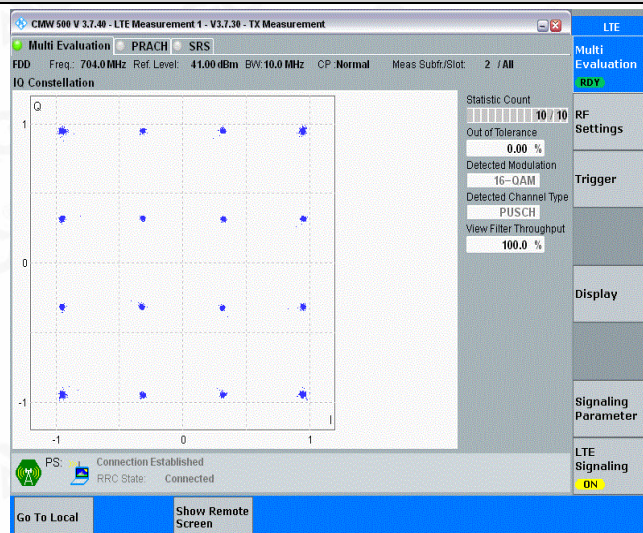 CMW 500 V 3.7.40 - LTE Measurement 1 - V3.7.30 - TX Measurement
LTE
Multi Evaluation PRACH SRS
Multi
Evaluation
RDY
FDD Freq.: 704.0 MHz Ref. Level: 41.00 dBm BW: 10.0 MHz CP : Normal Meas Subfr./Slot: 2 / All
IQ Constellation
Q
1
0
-1
-1 0 1
I
Statistic Count
10 / 10
Out of Tolerance
0.00 %
Detected Modulation
16-QAM
Detected Channel Type
PUSCH
View Filter Throughput
100.0 %
RF
Settings
Trigger
Display
Signaling
Parameter
LTE
Signaling
ON
PS: Connection Established
RRC State: Connected
Go To Local
Show Remote
Screen